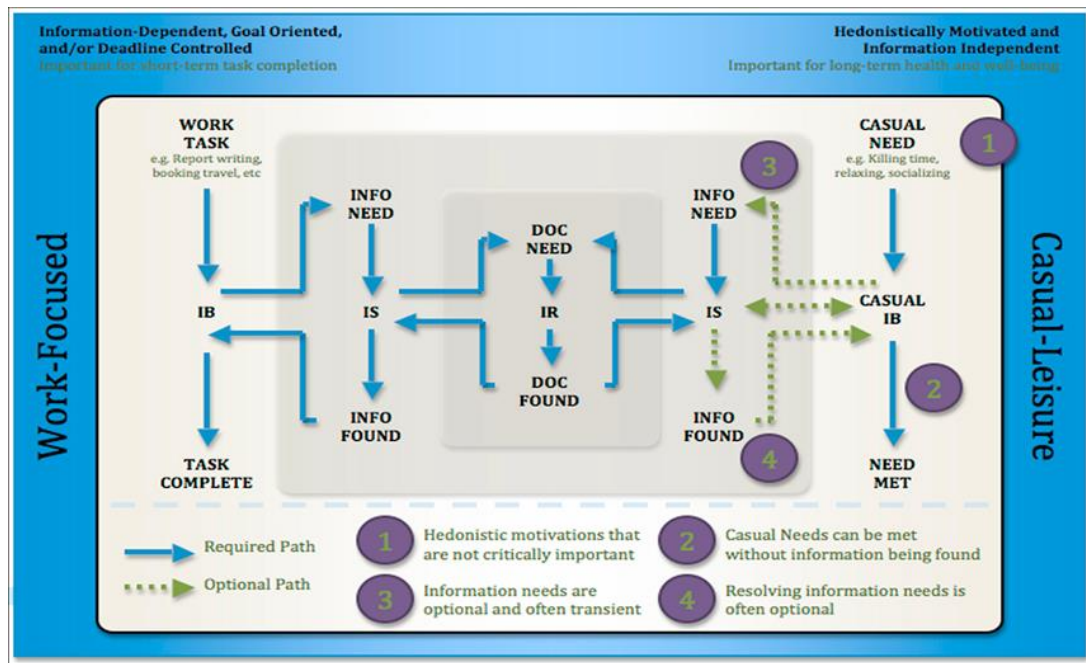 Information-Dependent, Goal Oriented,
and/or Deadline Controlled
Important for short-term task completion
Hedonistically Motivated and
Information Independent
Important for long-term health and well-being
Work-Focused
WORK
TASK
e.g. Report writing,
booking travel, etc
IB
TASK
COMPLETE
INFO
NEED
IS
INFO
FOUND
DOC
NEED
IR
DOC
FOUND
3
INFO
NEED
IS
INFO
FOUND
4
CASUAL
NEED
1
e.g. Killing time,
relaxing, socializing
CASUAL
IB
2
NEED
MET
Casual-Leisure
Required Path
Optional Path
1
Hedonistic motivations that
are not critically important
2
Casual Needs can be met
without information being found
3
Information needs are
optional and often transient
4
Resolving information needs is
often optional